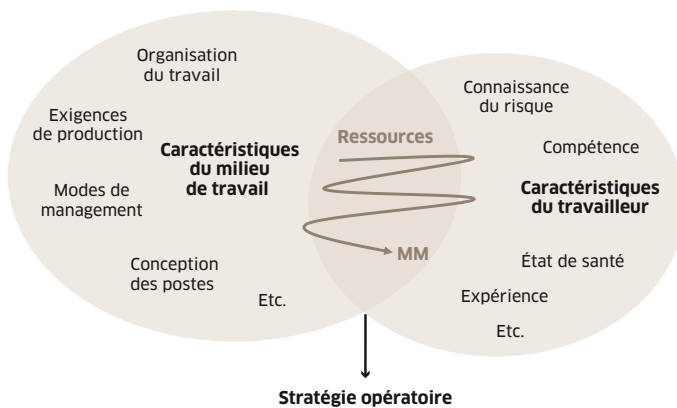 Organisation
du travail
Exigences
de production
Caractéristiques
du milieu
de travail
Modes de
management
Conception
des postes
Etc.
Ressources
MM
Connaissance
du risque
Compétence
Caractéristiques
du travailleur
État de santé
Expérience
Etc.
Stratégie opératoire